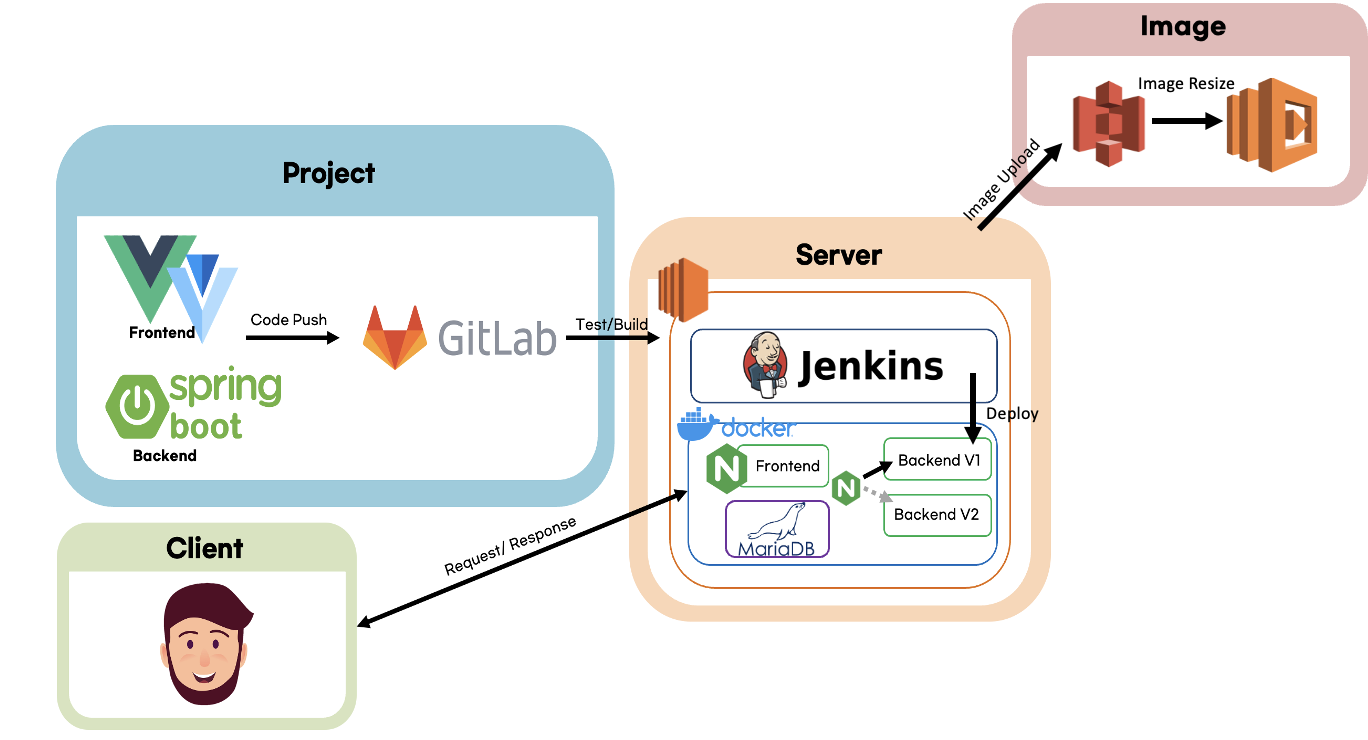 Image
Image Resize
Image Upload
Project
Frontend
Code Push
GitLab
Test/Build
spring
boot
Backend
Server
Jenkins
Deploy
docker
Frontend
Backend V1
Backend V2
MariaDB
Request/ Response
Client